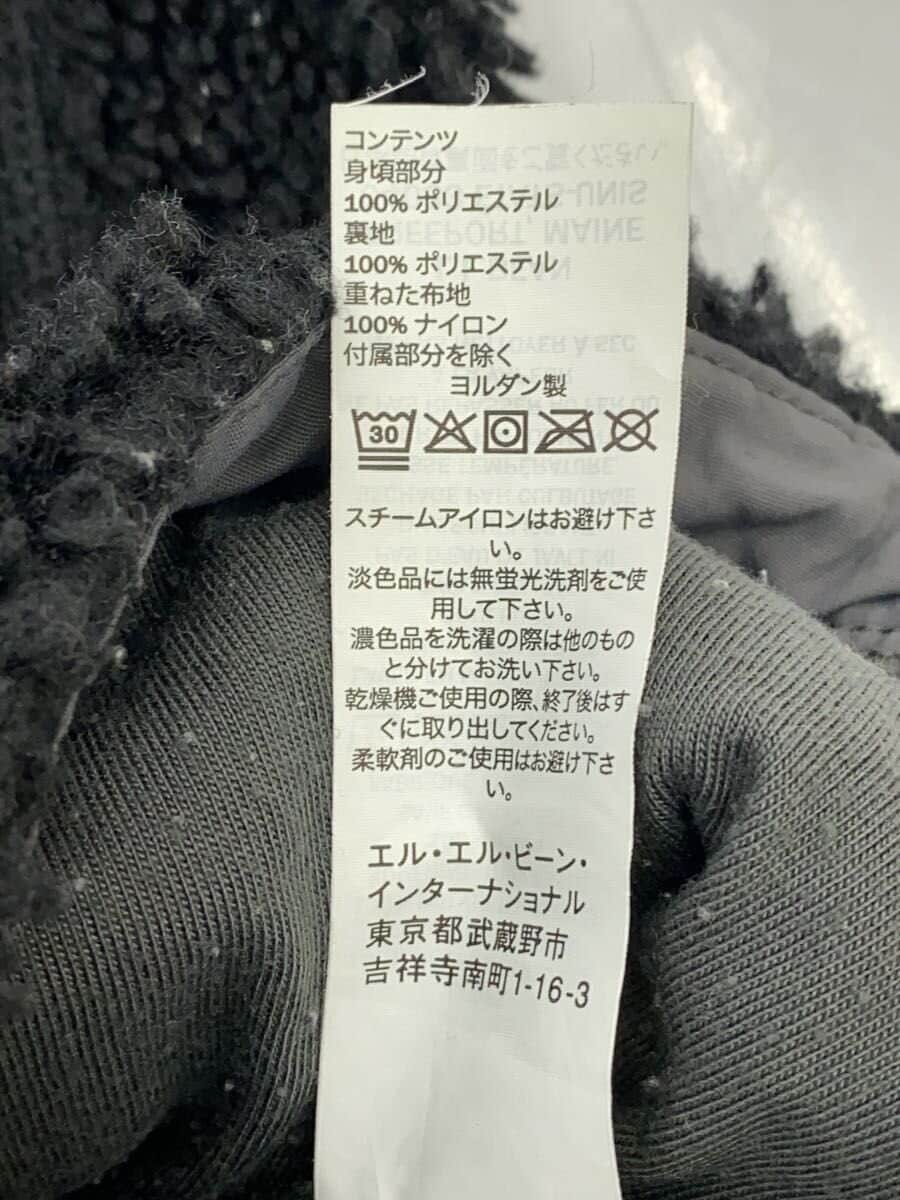 コンテンツ
身頃部分
100% ポリエステル
裏地
100% ポリエステル
重ねた布地
100% ナイロン
付属部分を除く
ヨルダン製
30
スチームアイロンはお避け下さ
い。
淡色品には無蛍光洗剤をご使
用して下さい。
濃色品を洗濯の際は他のもの
と分けてお洗い下さい。
乾燥機ご使用の際、終了後はす
ぐに取り出してください。
柔軟剤のご使用はお避け下さ
い。
エル・エル・ビーン・
インターナショナル
東京都武蔵野市
吉祥寺南町1-16-3